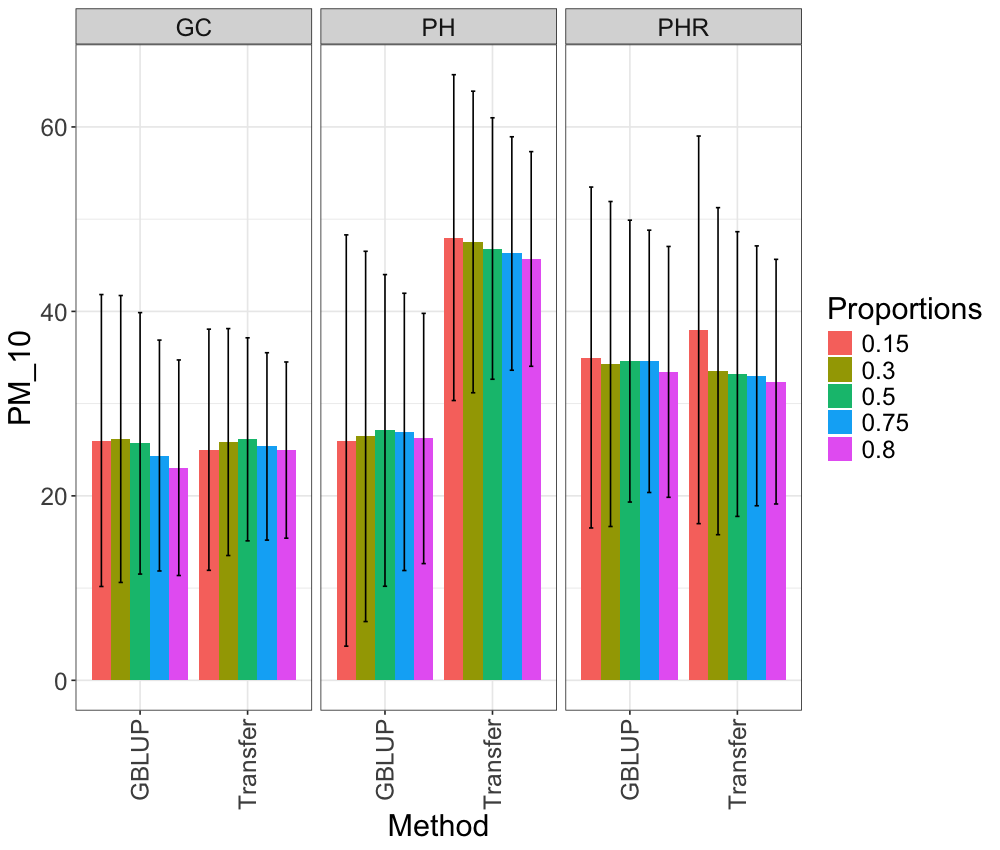 GC PH PHR
PM_10
60
40
20
0
GBLUP Transfer GBLUP Transfer GBLUP Transfer
Method
Proportions
0.15
0.3
0.5
0.75
0.8